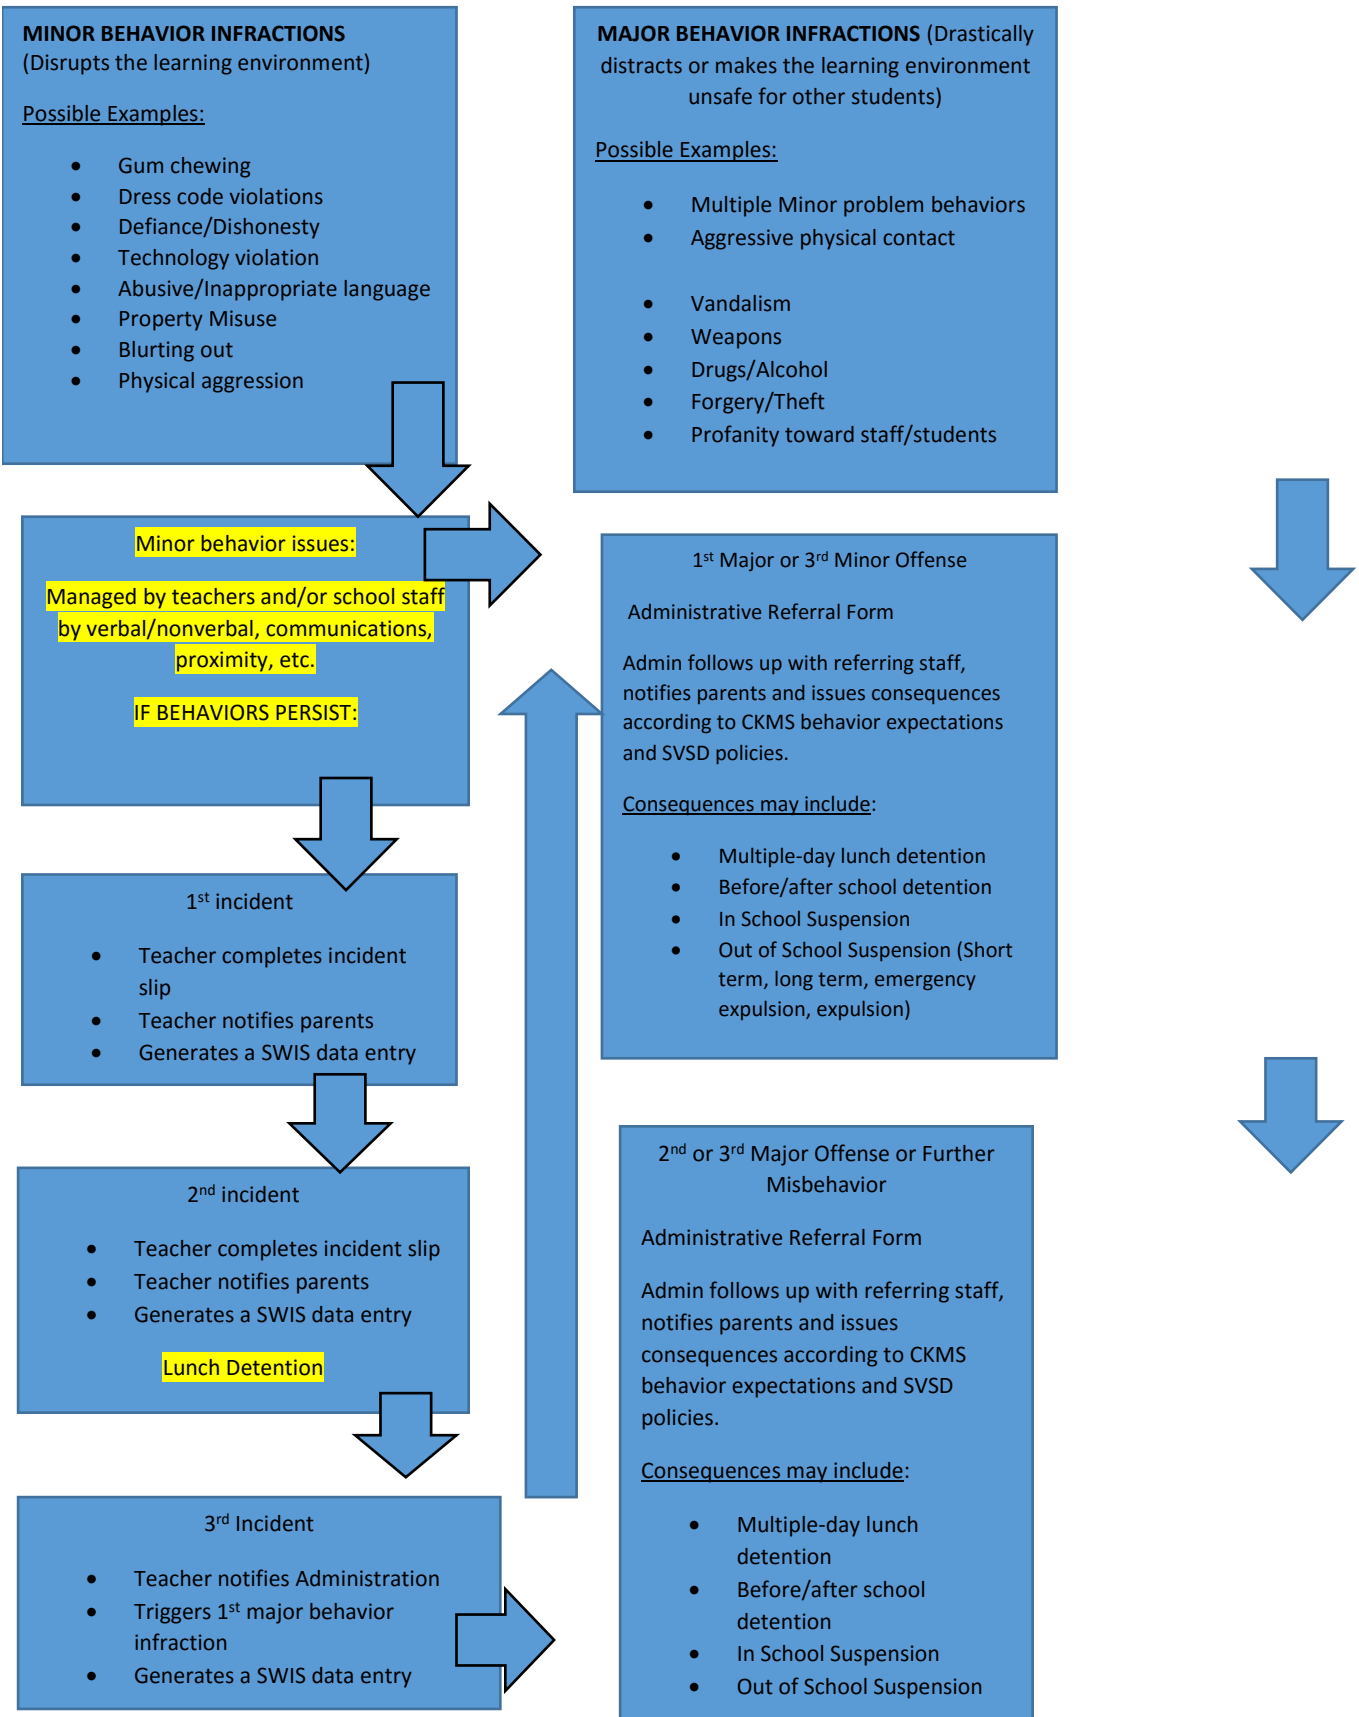 MINOR BEHAVIOR INFRACTIONS
(Disrupts the learning environment)
Possible Examples:
• Gum chewing
• Dress code violations
• Defiance/Dishonesty
• Technology violation
• Abusive/Inappropriate language
• Property Misuse
• Blurting out
• Physical aggression
Minor behavior issues:
Managed by teachers and/or school staff
by verbal/nonverbal, communications,
proximity, etc.
IF BEHAVIORS PERSIST:
1st incident
• Teacher completes incident
slip
• Teacher notifies parents
• Generates a SWIS data entry
2nd incident
• Teacher completes incident slip
• Teacher notifies parents
• Generates a SWIS data entry
Lunch Detention
3rd Incident
• Teacher notifies Administration
• Triggers 1st major behavior
infraction
• Generates a SWIS data entry
MAJOR BEHAVIOR INFRACTIONS (Drastically
distracts or makes the learning environment
unsafe for other students)
Possible Examples:
• Multiple Minor problem behaviors
• Aggressive physical contact
• Vandalism
• Weapons
• Drugs/Alcohol
• Forgery/Theft
• Profanity toward staff/students
1st Major or 3rd Minor Offense
Administrative Referral Form
Admin follows up with referring staff,
notifies parents and issues consequences
according to CKMS behavior expectations
and SVSD policies.
Consequences may include:
• Multiple-day lunch detention
• Before/after school detention
• In School Suspension
• Out of School Suspension (Short
term, long term, emergency
expulsion, expulsion)
2nd or 3rd Major Offense or Further
Misbehavior
Administrative Referral Form
Admin follows up with referring staff,
notifies parents and issues
consequences according to CKMS
behavior expectations and SVSD
policies.
Consequences may include:
• Multiple-day lunch
detention
• Before/after school
detention
• In School Suspension
• Out of School Suspension